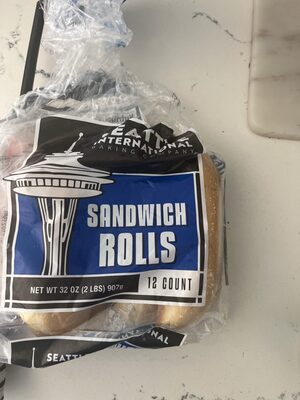 SEATTLE
INTERNATIONAL
BAKING COMPANY
SANDWICH
ROLLS
NET WT 32 OZ (2 LBS) 907g
12 COUNT
SEATTLE